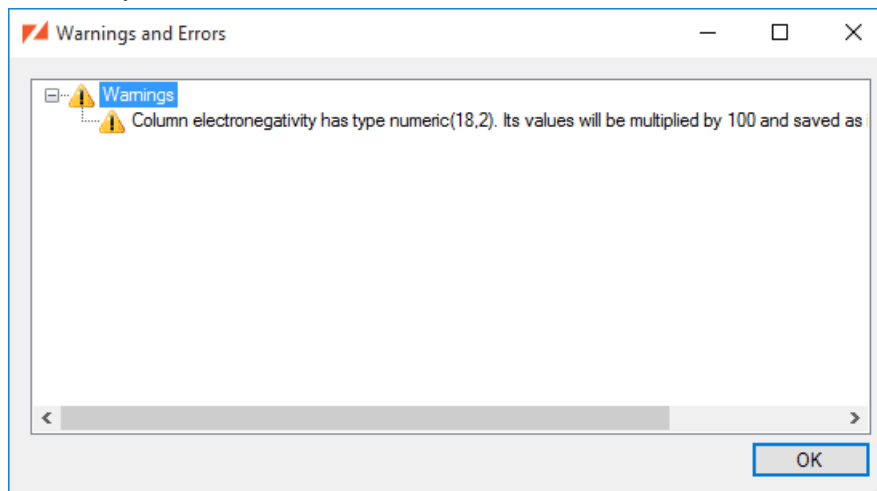 Warnings and Errors
Warnings
Column electronegativity has type numeric(18,2). Its values will be multiplied by 100 and saved as
OK